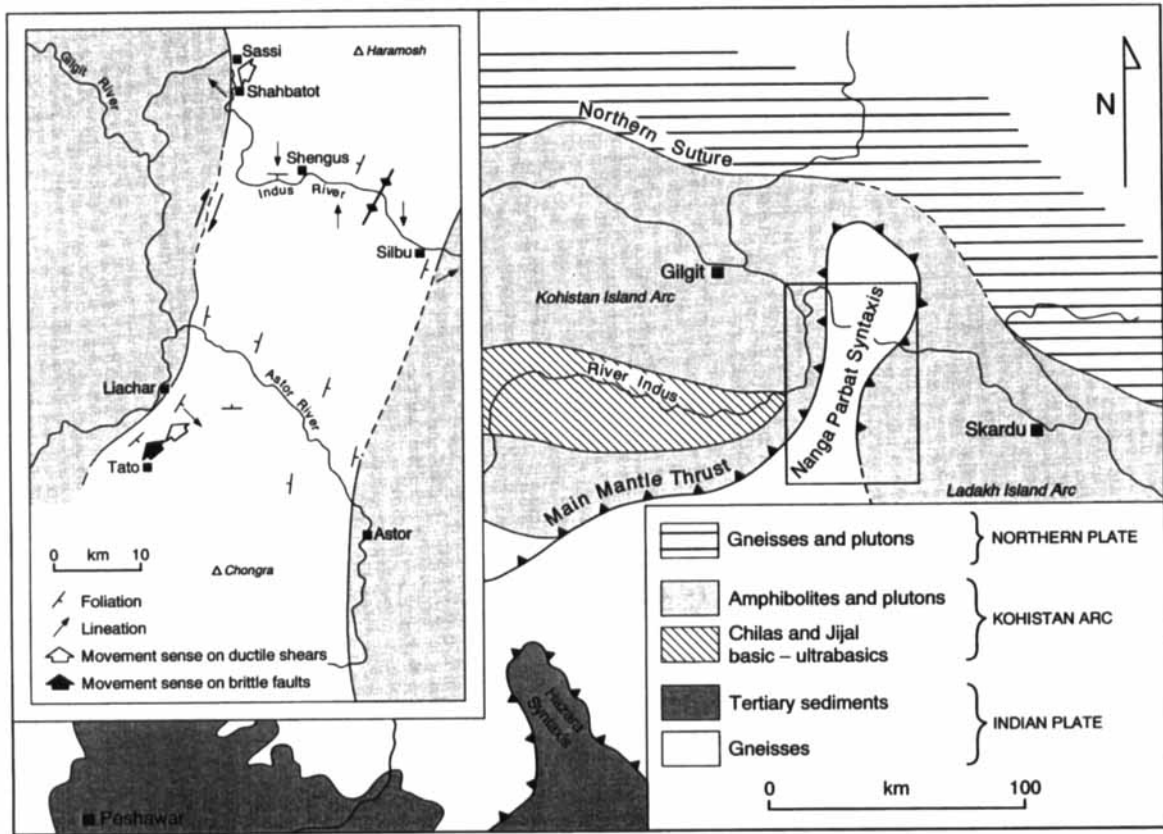 Sassi
Haramosh
Gilgit
River
Shahbatot
Shengus
Indus River
Silbu
Astor
River
Liachar
Tato
Astor
Chongra
0 km 10
Foliation
Lineation
Movement sense on ductile shears
Movement sense on brittle faults
N
Northern Suture
Gilgit
Kohistan Island Arc
River Indus
Nanga Parbat Syntaxis
Skardu
Main Mantle Thrust
Ladakh Island Arc
Hazara
Syntaxis
Peshawar
Gneisses and plutons
NORTHERN PLATE
Amphibolites and plutons
Chilas and Jijal
basic – ultrabasics
KOHISTAN ARC
Tertiary sediments
Gneisses
INDIAN PLATE
km
0 100